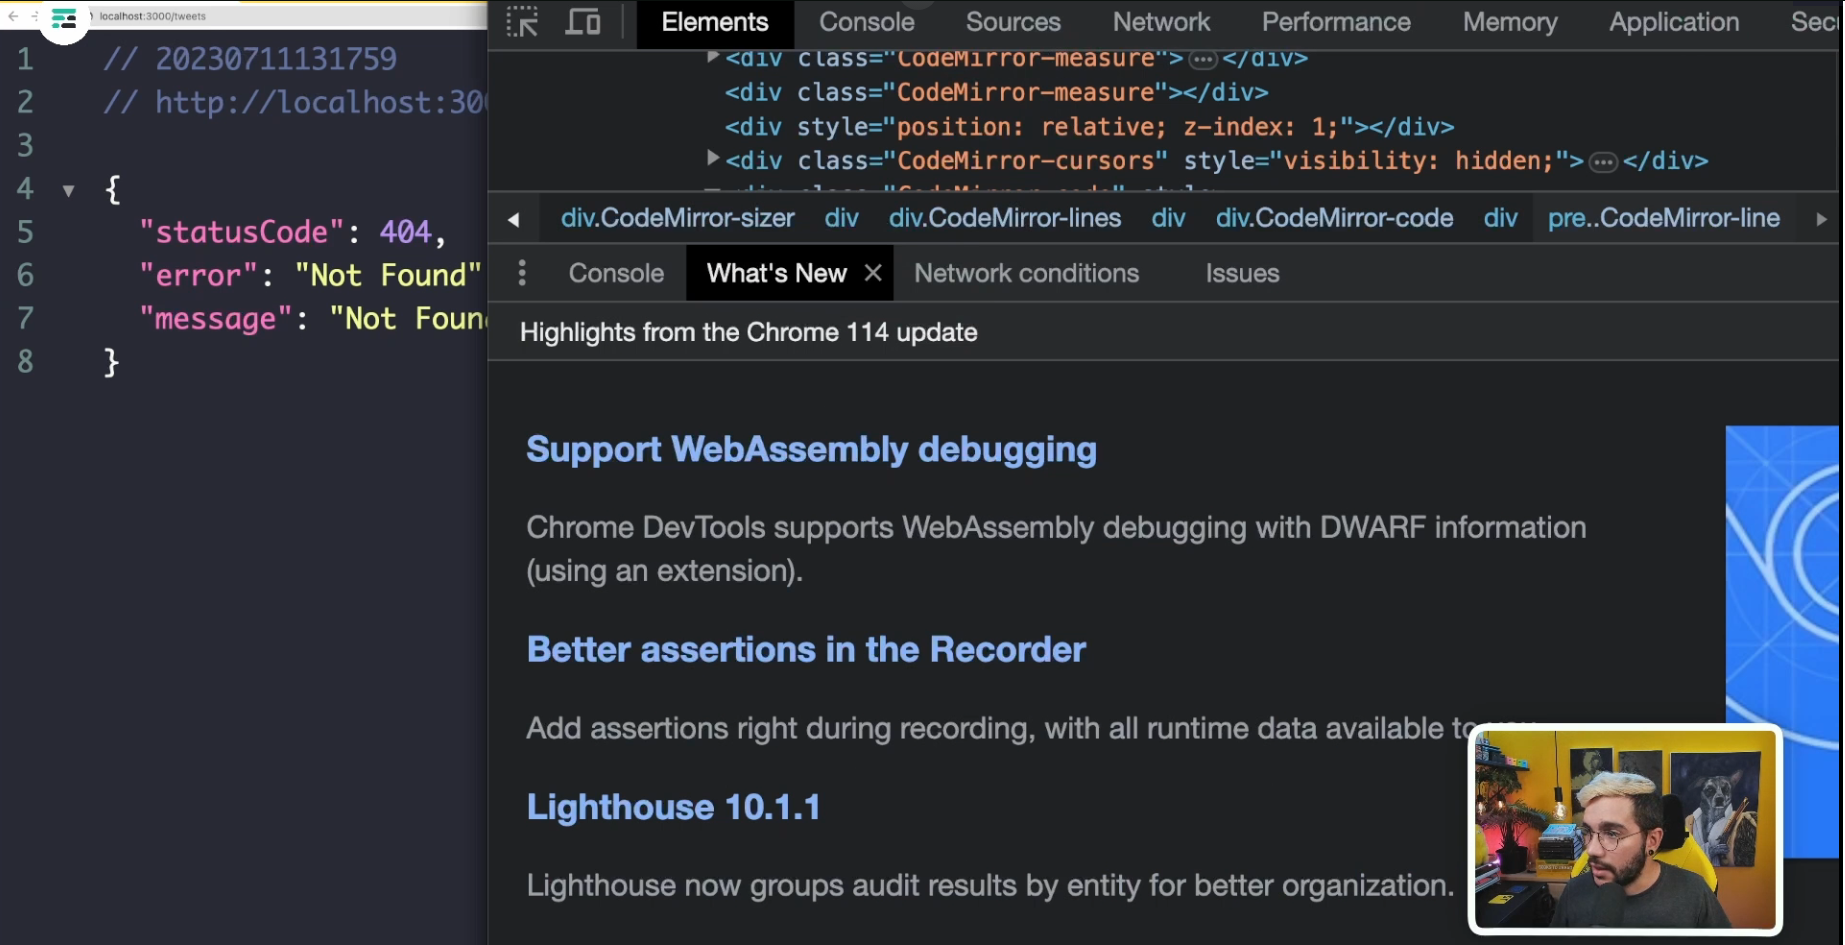 localhost:3000/tweets
1 // 20230711131759
2 // http://localhost:300
3
4 {
5 "statusCode": 404,
6 "error": "Not Found"
7 "message": "Not Foun
8 }
Elements Console Sources Network Performance Memory Application Sec
<div class="CodeMirror-measure">…</div>
<div class="CodeMirror-measure"></div>
<div style="position: relative; z-index: 1;"></div>
<div class="CodeMirror-cursors" style="visibility: hidden;">…</div>
div.CodeMirror-sizer div div.CodeMirror-lines div div.CodeMirror-code div pre..CodeMirror-line
Console What's New Network conditions Issues
Highlights from the Chrome 114 update
Support WebAssembly debugging
Chrome DevTools supports WebAssembly debugging with DWARF information
(using an extension).
Better assertions in the Recorder
Add assertions right during recording, with all runtime data available to
Lighthouse 10.1.1
Lighthouse now groups audit results by entity for better organization.